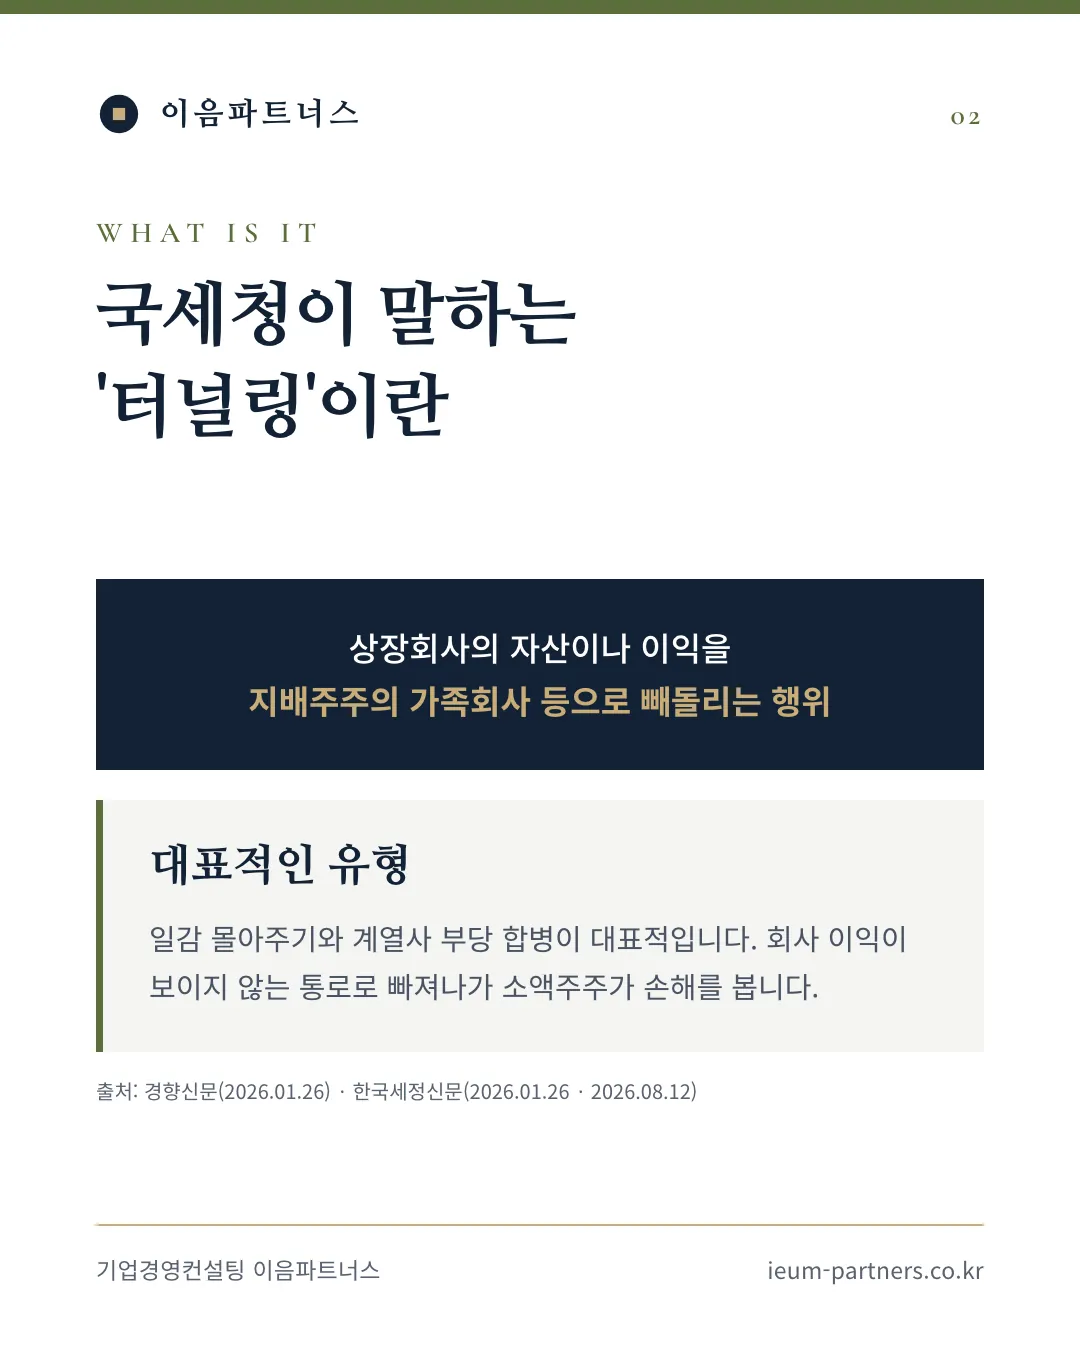 이음파트너스
02
WHAT IS IT
국세청이 말하는
'터널링'이란
상장회사의 자산이나 이익을
지배주주의 가족회사 등으로 빼돌리는 행위
대표적인 유형
일감 몰아주기와 계열사 부당 합병이 대표적입니다. 회사 이익이
보이지 않는 통로로 빠져나가 소액주주가 손해를 봅니다.
출처: 경향신문(2026.01.26) · 한국세정신문(2026.01.26 · 2026.08.12)
기업경영컨설팅 이음파트너스
ieum-partners.co.kr